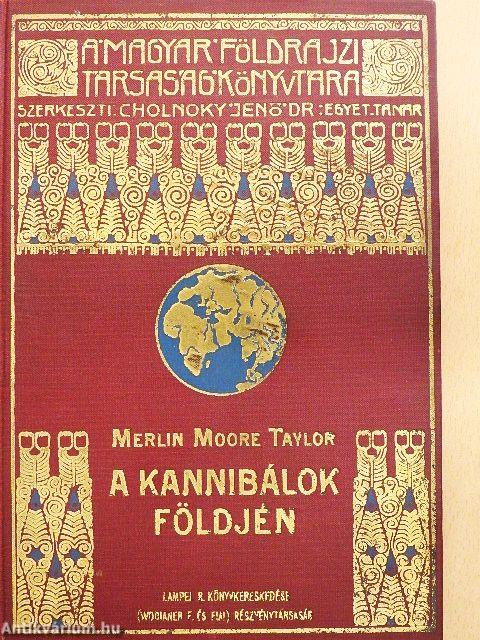 A MAGYAR FÖLDRAJZI
TÁRSASÁG KÖNYVTÁRA
SZERKESZTI: CHOLNOKY JENŐ DR: EGYET. TANÁR
MERLIN MOORE TAYLOR
A KANNIBÁLOK
FÖLDJÉN
LAMPEL R. KÖNYVKERESKEDÉSE
(WODIANER F. ÉS FIAI) RÉSZVÉNYTÁRSASÁG
Antikvárium.hu